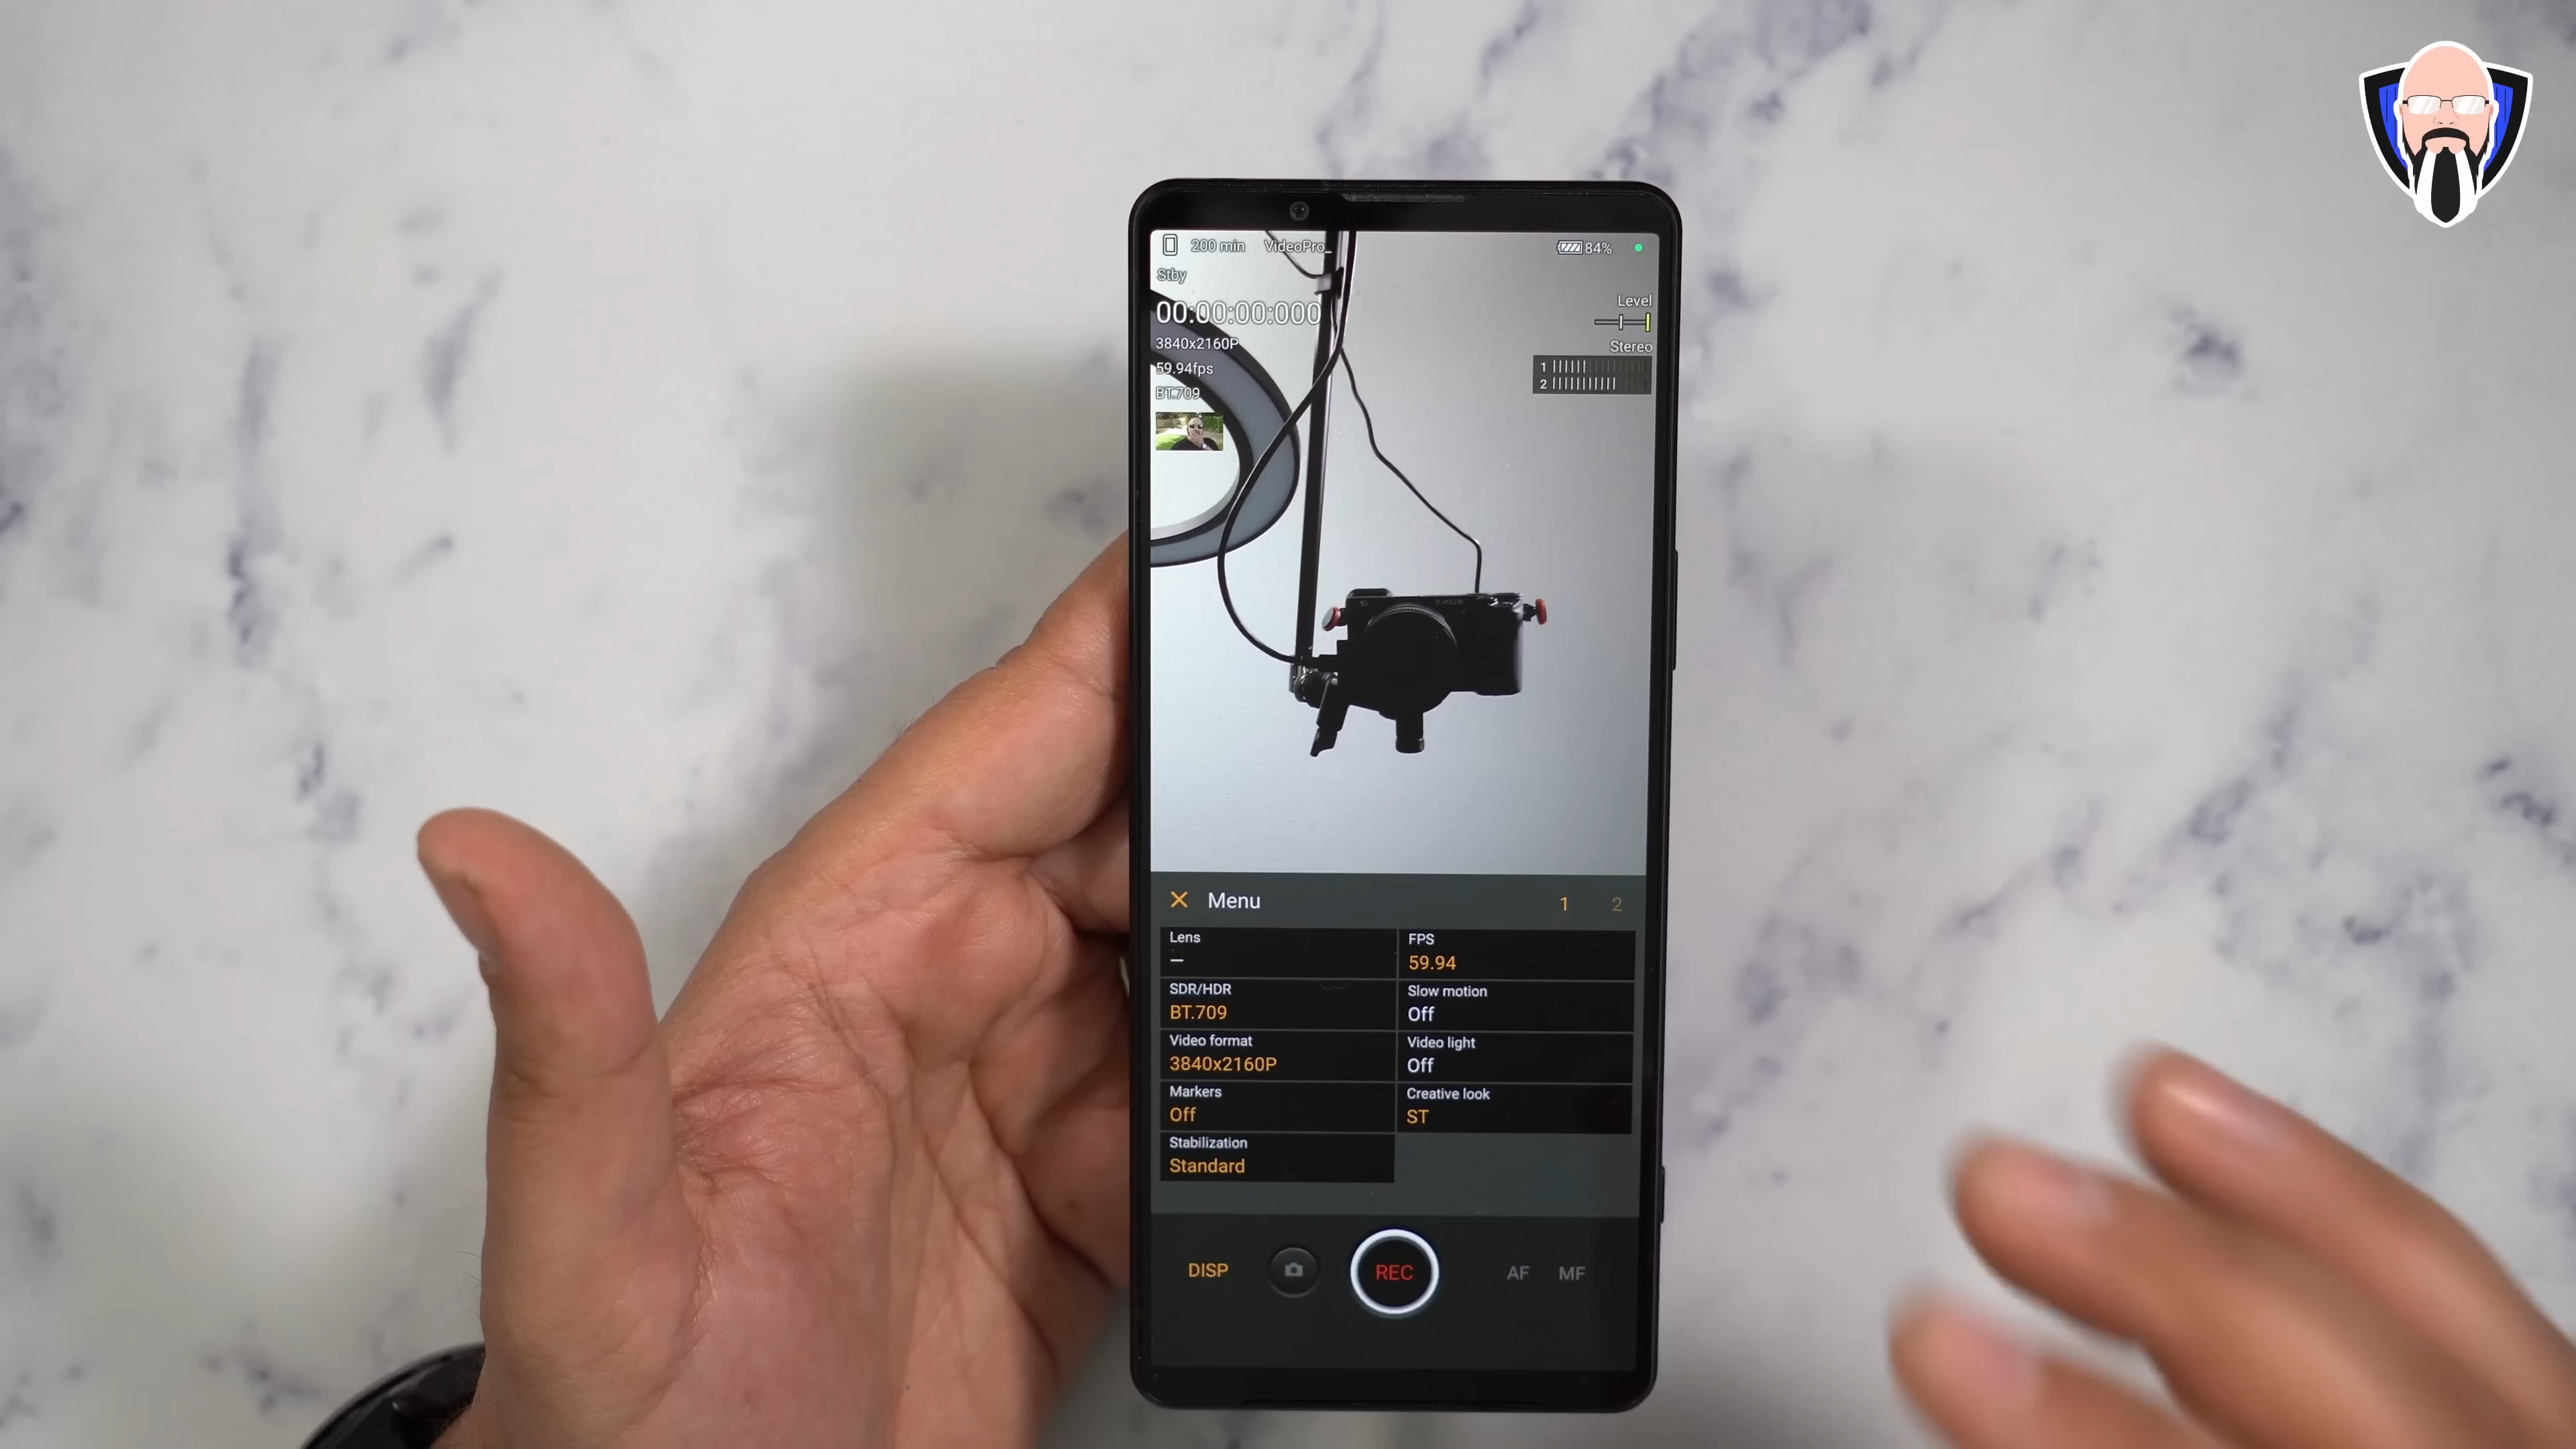 200 min VideoPro_
84%
Stby
00:00:00:000
Level
3840x2160P
Stereo
59.94fps
1
BT.709
2
Menu
1 2
Lens
—
FPS
59.94
SDR/HDR
BT.709
Slow motion
Off
Video format
3840x2160P
Video light
Off
Markers
Off
Creative look
ST
Stabilization
Standard
DISP
REC
AF MF